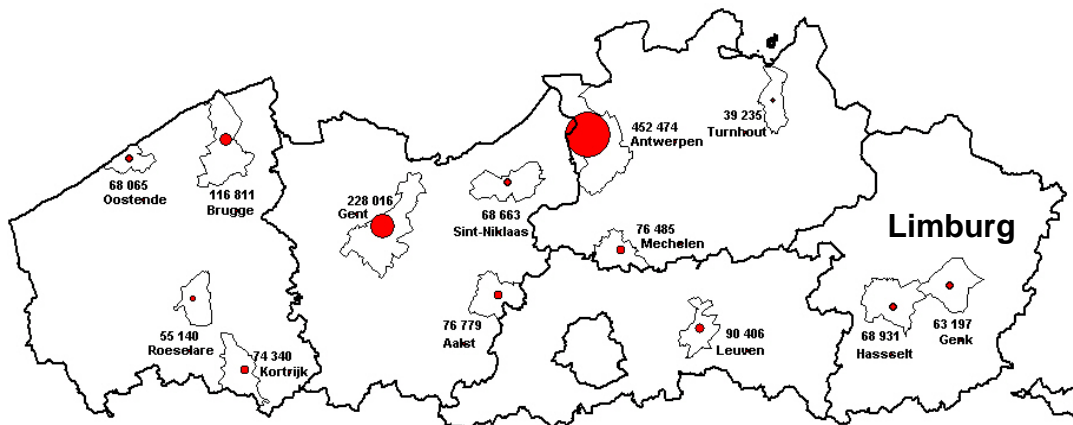 39 235
Turnhout
452 474
Antwerpen
68 065
Oostende
116 811
Brugge
228 016
Gent
68 663
Sint-Niklaas
76 485
Mechelen
Limburg
55 140
Roeselare
74 340
Kortrijk
76 779
Aalst
90 406
Leuven
68 931
Hassselt
63 197
Genk